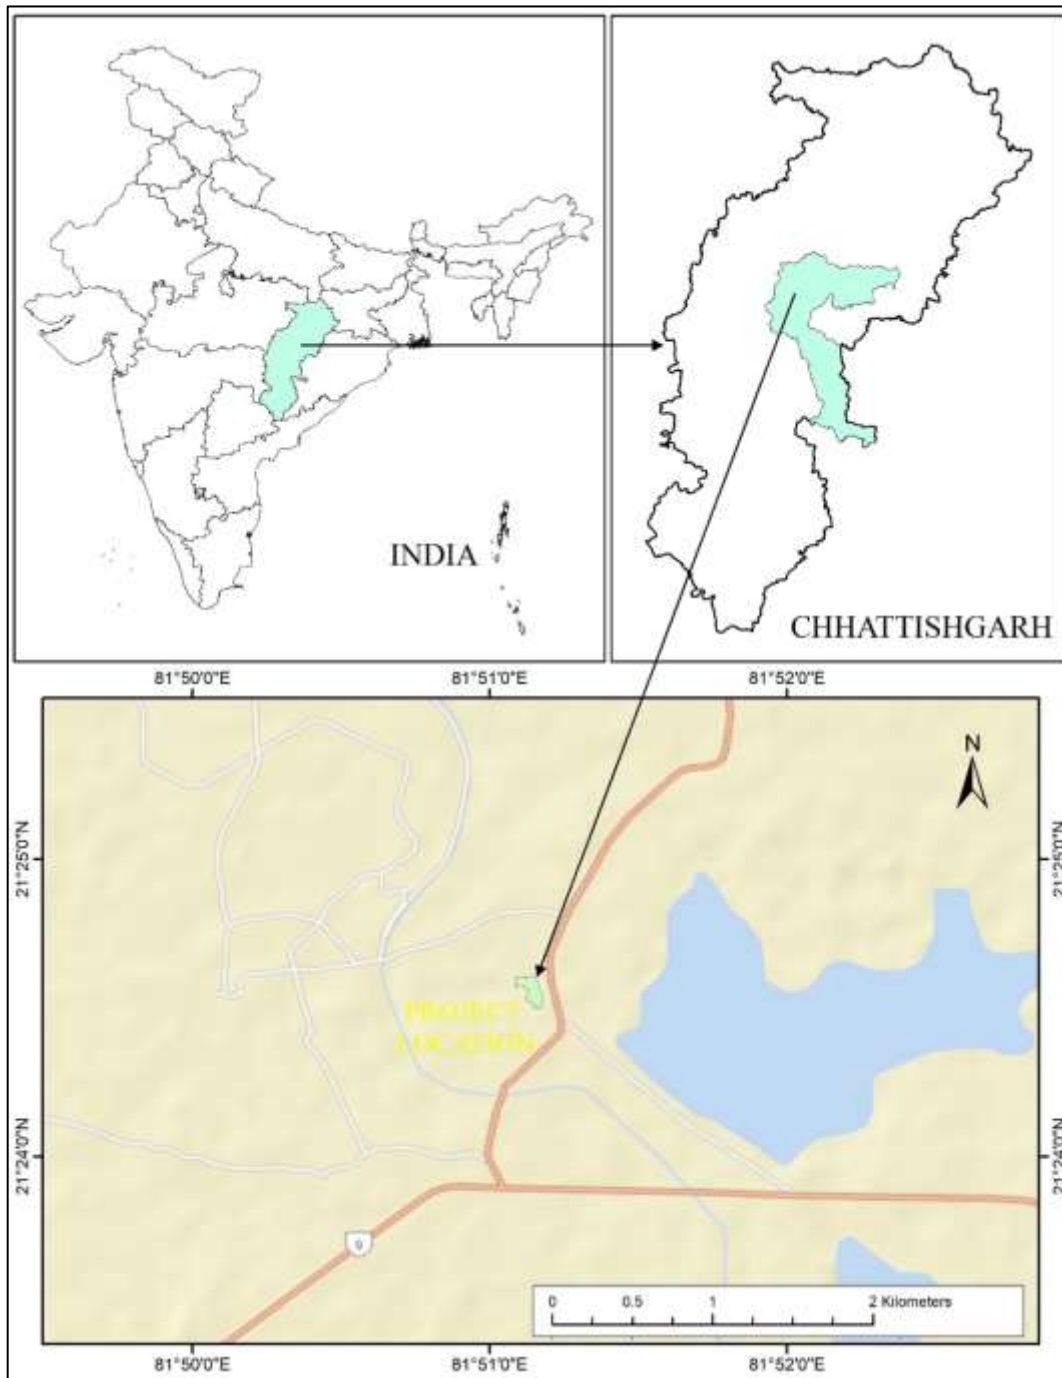 INDIA
CHHATTISHGARH
81°50'0"E
81°51'0"E
81°52'0"E
N
21°25'0"N
21°25'0"N
PROJECT
LOCATION
21°24'0"N
21°24'0"N
9
0
0.5
1
2 Kilometers
81°50'0"E
81°51'0"E
81°52'0"E